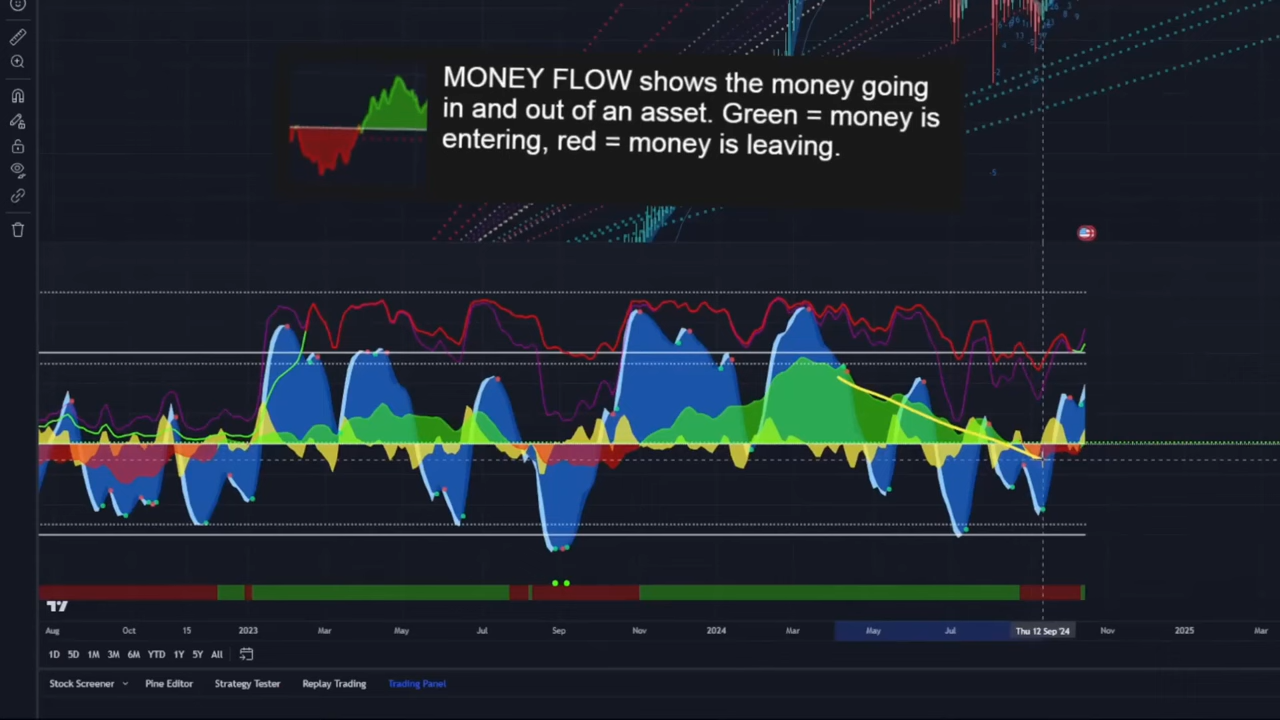 MONEY FLOW shows the money going
in and out of an asset. Green = money is
entering, red = money is leaving.
-5
Aug Oct 15 2023 Mar May Jul Sep Nov 2024 Mar May Jul Thu 12 Sep '24 Nov 2025 Mar
1D 5D 1M 3M 6M YTD 1Y 5Y All
Stock Screener Pine Editor Strategy Tester Replay Trading Trading Panel